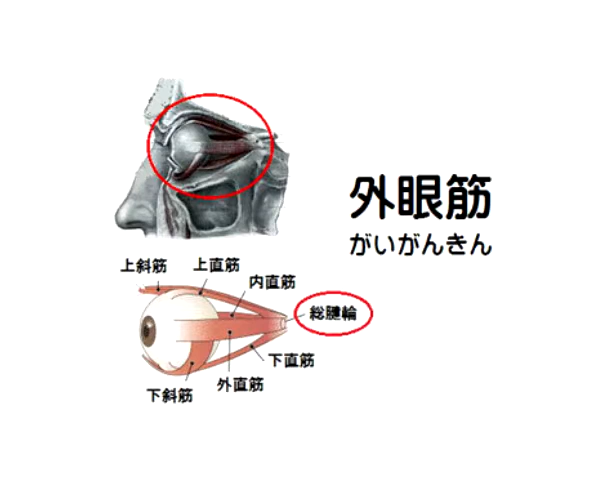 外眼筋
がいがんきん
上斜筋
上直筋
内直筋
総腱輪
下直筋
外直筋
下斜筋